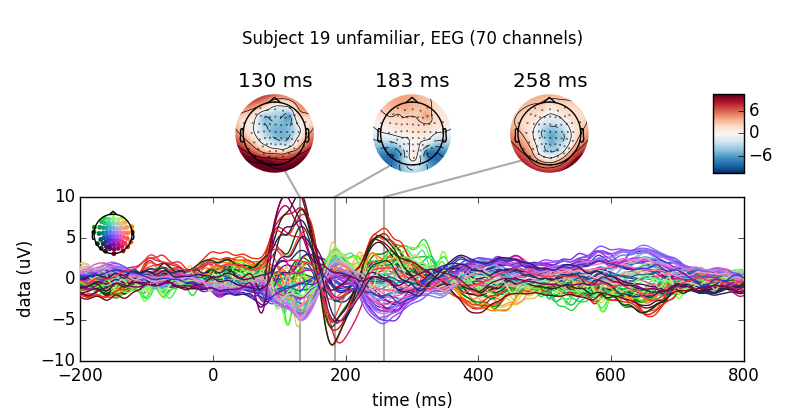 Subject 19 unfamiliar, EEG (70 channels)
130 ms 183 ms 258 ms
6
0
−6
10
5
0
−5
−10
data (uV)
−200 0 200 400 600 800
time (ms)